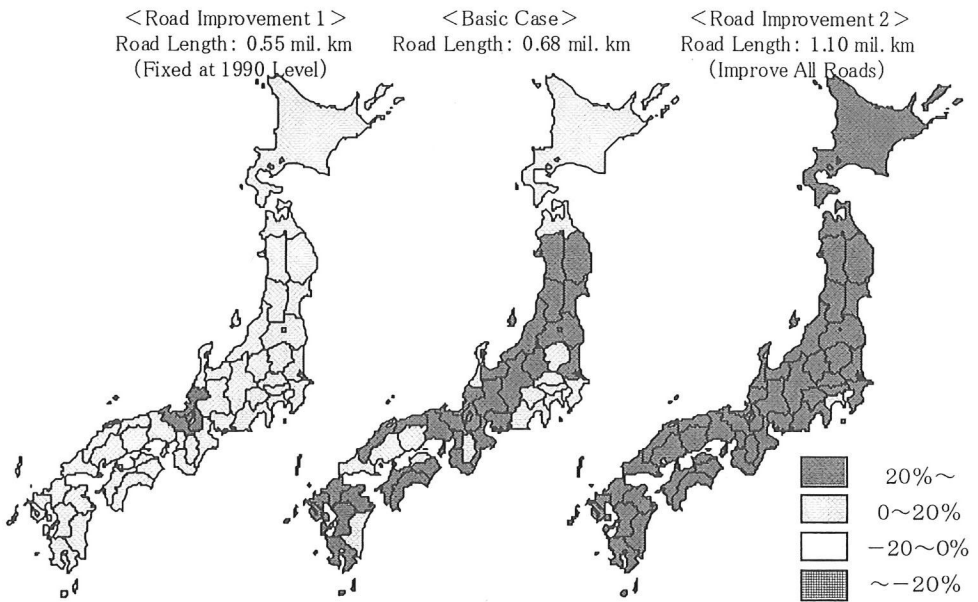 <Road Improvement 1>
Road Length: 0.55 mil. km
(Fixed at 1990 Level)
<Basic Case>
Road Length: 0.68 mil. km
<Road Improvement 2>
Road Length: 1.10 mil. km
(Improve All Roads)
20%~
0~20%
-20~0%
~-20%